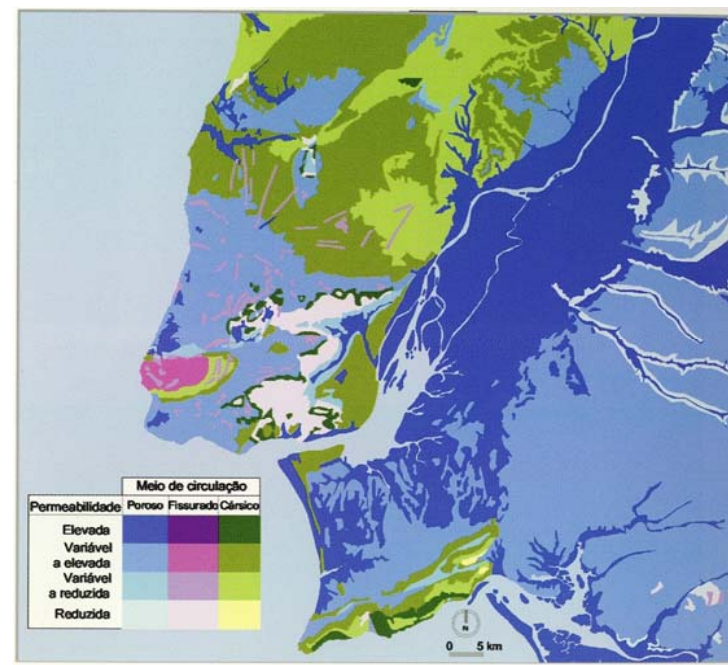 Meio de circulação
Permeabilidade Poroso Fissurado Cársico
Elevada
Variável
a elevada
Variável
a reduzida
Reduzida
N
0 5 km